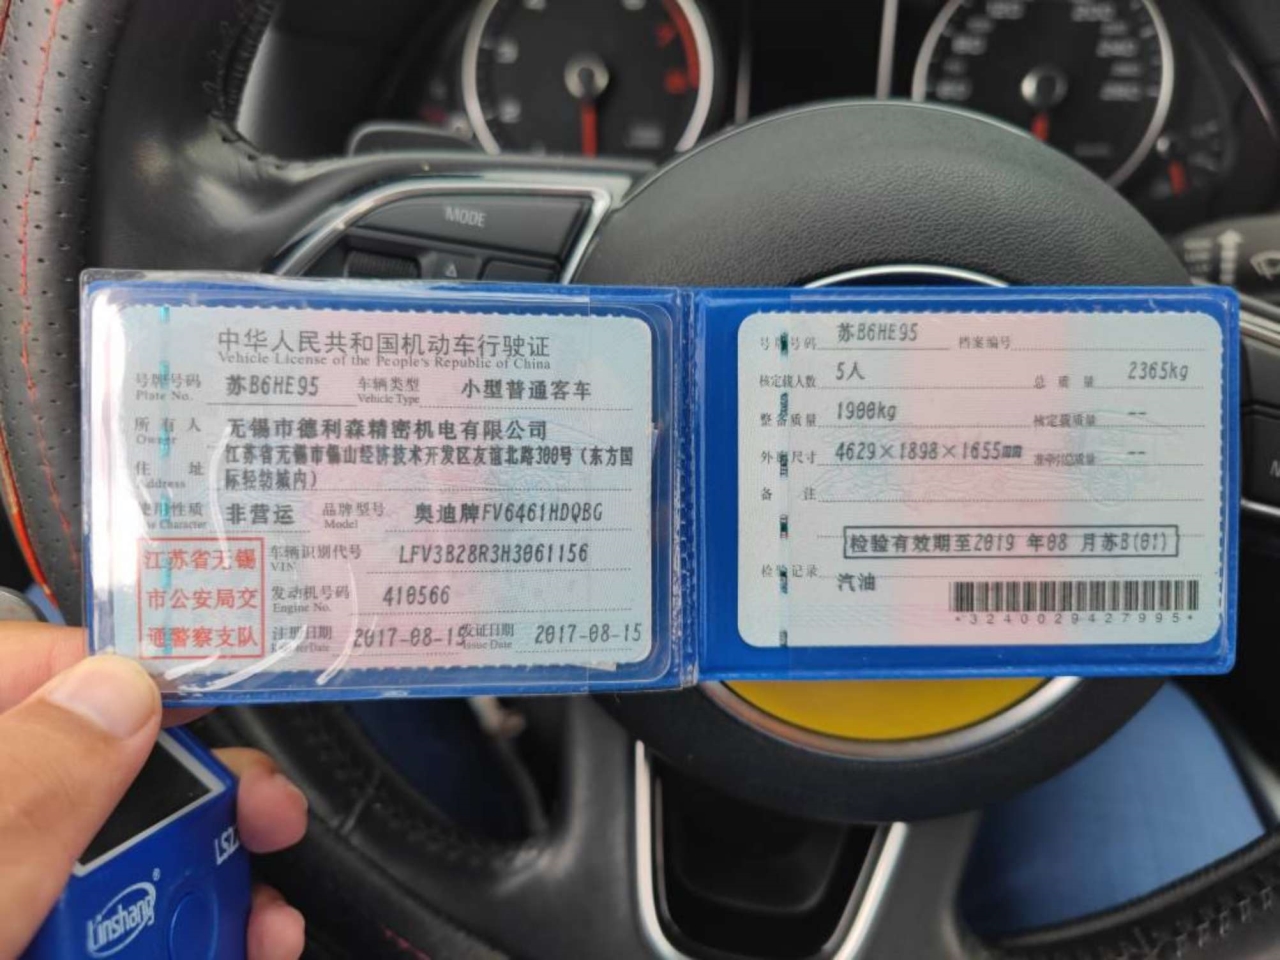 MODE
中华人民共和国机动车行驶证
Vehicle License of the People's Republic of China
号牌号码 苏B6HE95 车辆类型 小型普通客车
Plate No. Vehicle Type
所有人 无锡市德利森精密机电有限公司
Owner
住址 江苏省无锡市锡山经济技术开发区友谊北路300号（东方国
Address 际轻纺城内）
使用性质 非营运 品牌型号 奥迪牌FV6461HDQBG
Use Character Model
江苏省无锡
市公安局交
通警察支队
车辆识别代号 LFV3B28R3H3061156
VIN
发动机号码 410566
Engine No.
注册日期 2017-08-15 发证日期 2017-08-15
Register Date Issue Date
号牌号码 苏B6HE95 档案编号
核定载人数 5人 总质量 2365kg
整备质量 1900kg 核定载质量 --
外廓尺寸 4629×1898×1655mm 准牵引总质量 --
备注
检验有效期至2019 年08 月苏B(01)
检验记录 汽油
*3240029427995*
LS2
Linshang®